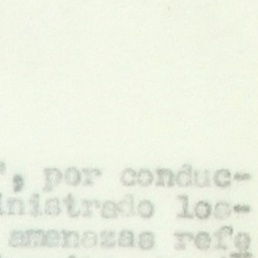 , por conduc-
inistrado los-
amenazas refe